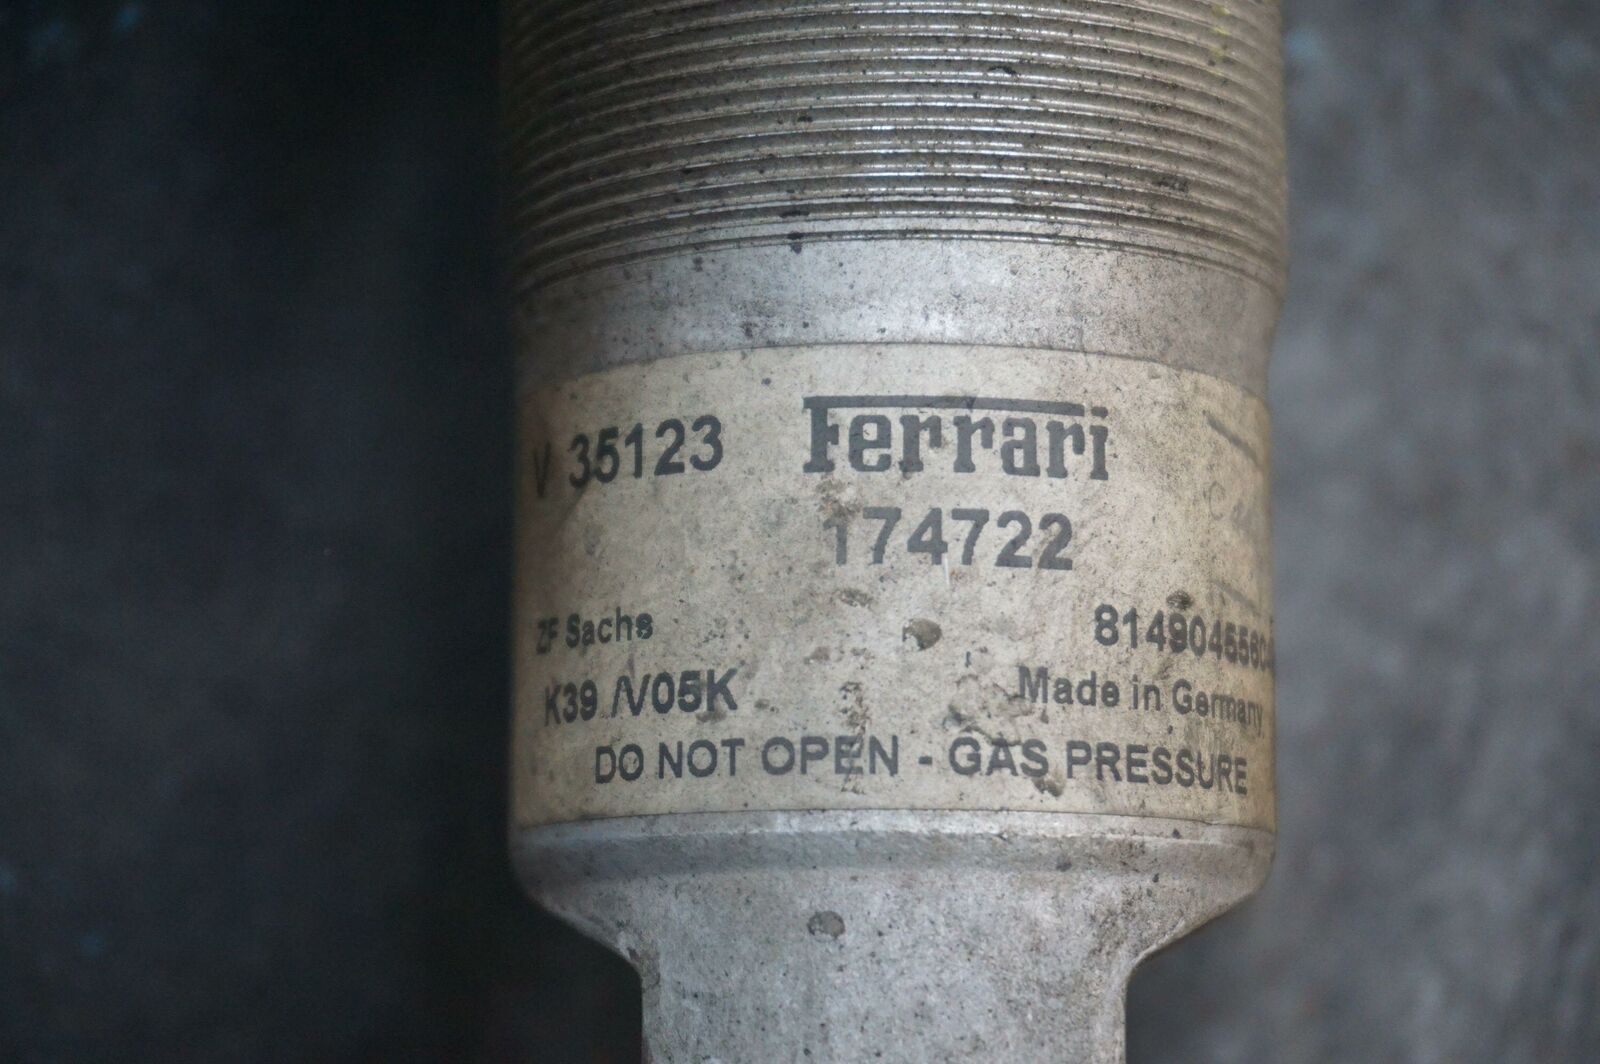 V 35123 Ferrari
174722
ZF Sachs
K39 /V05K
Made in Germany
DO NOT OPEN - GAS PRESSURE